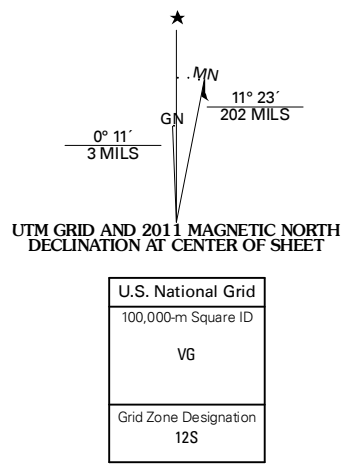 MN
GN
11° 23´
202 MILS
0° 11´
3 MILS
UTM GRID AND 2011 MAGNETIC NORTH
DECLINATION AT CENTER OF SHEET
U.S. National Grid
100,000-m Square ID
VG
Grid Zone Designation
12S